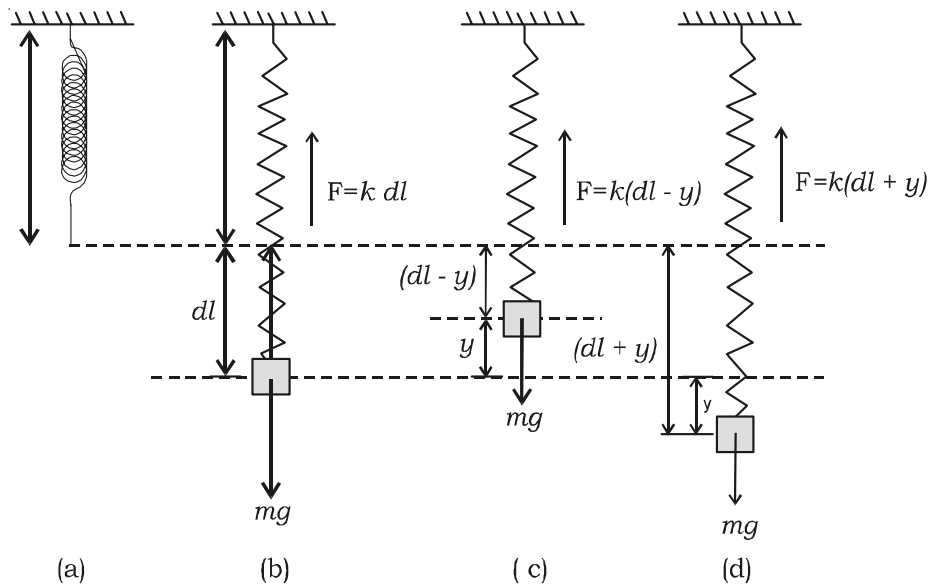 F=k dl
F=k(dl - y)
F=k(dl + y)
dl
(dl - y)
y
(dl + y)
y
mg
mg
mg
(a)
(b)
( c)
(d)